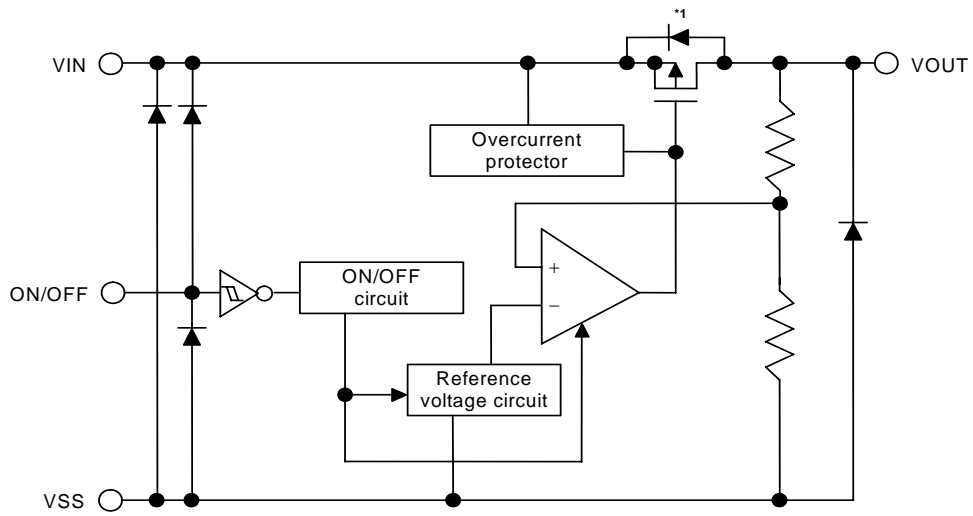 *1
VIN
VOUT
Overcurrent
protector
ON/OFF
ON/OFF
circuit
+
−
Reference
voltage circuit
VSS